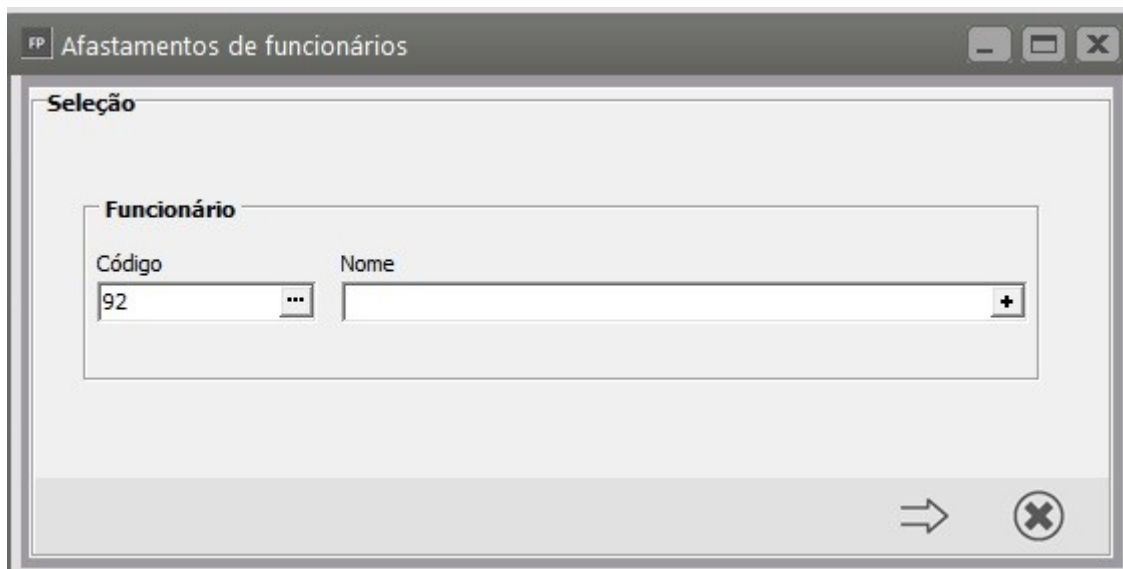 FP Afastamentos de funcionários
Seleção
Funcionário
Código Nome
92